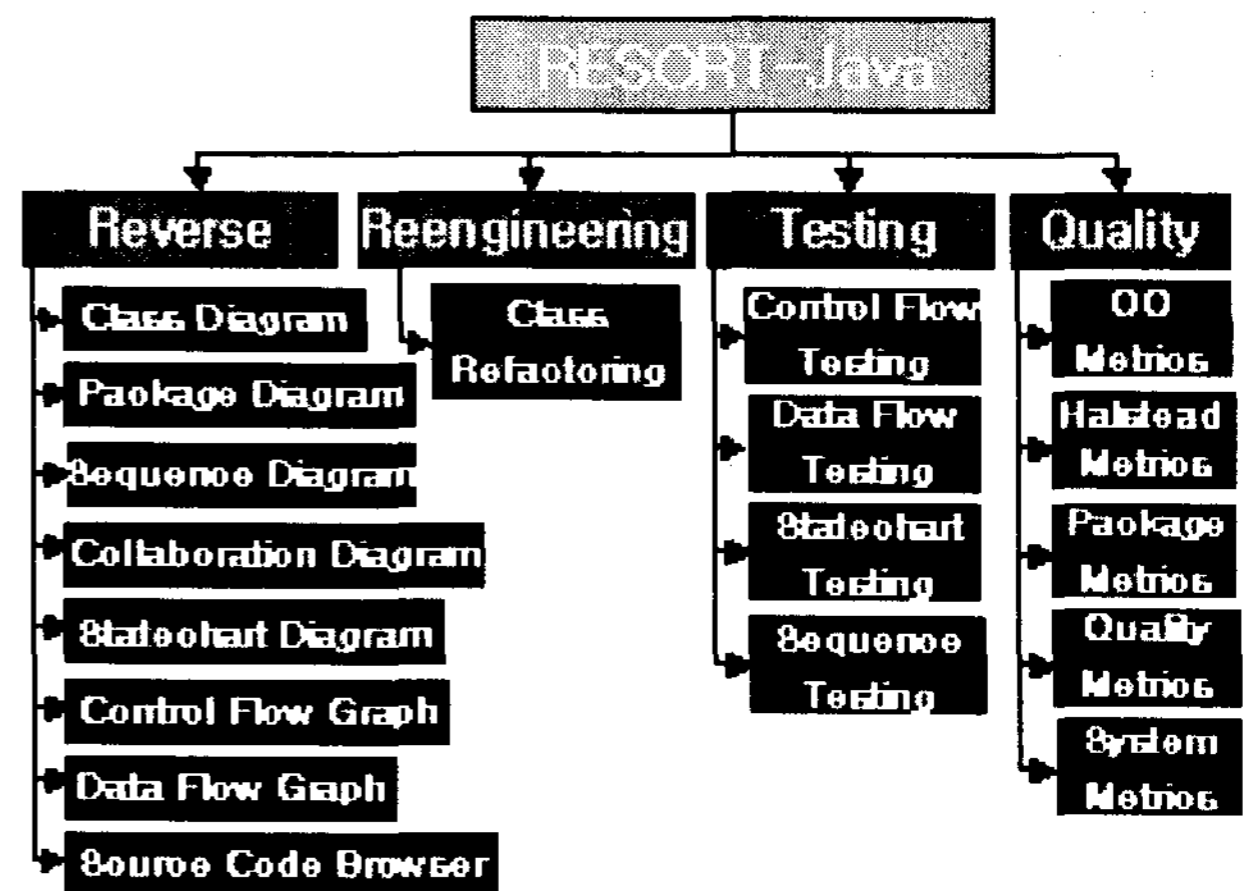 RESORT-Java
Reverse
Class Diagram
Package Diagram
Sequence Diagram
Collaboration Diagram
Statechart Diagram
Control Flow Graph
Data Flow Graph
Source Code Browser
Reengineering
Class
Refactoring
Testing
Control Flow
Testing
Data Flow
Testing
Statechart
Testing
Sequence
Testing
Quality
OO
Metrics
Halstead
Metrics
Package
Metrics
Quality
Metrics
System
Metrics